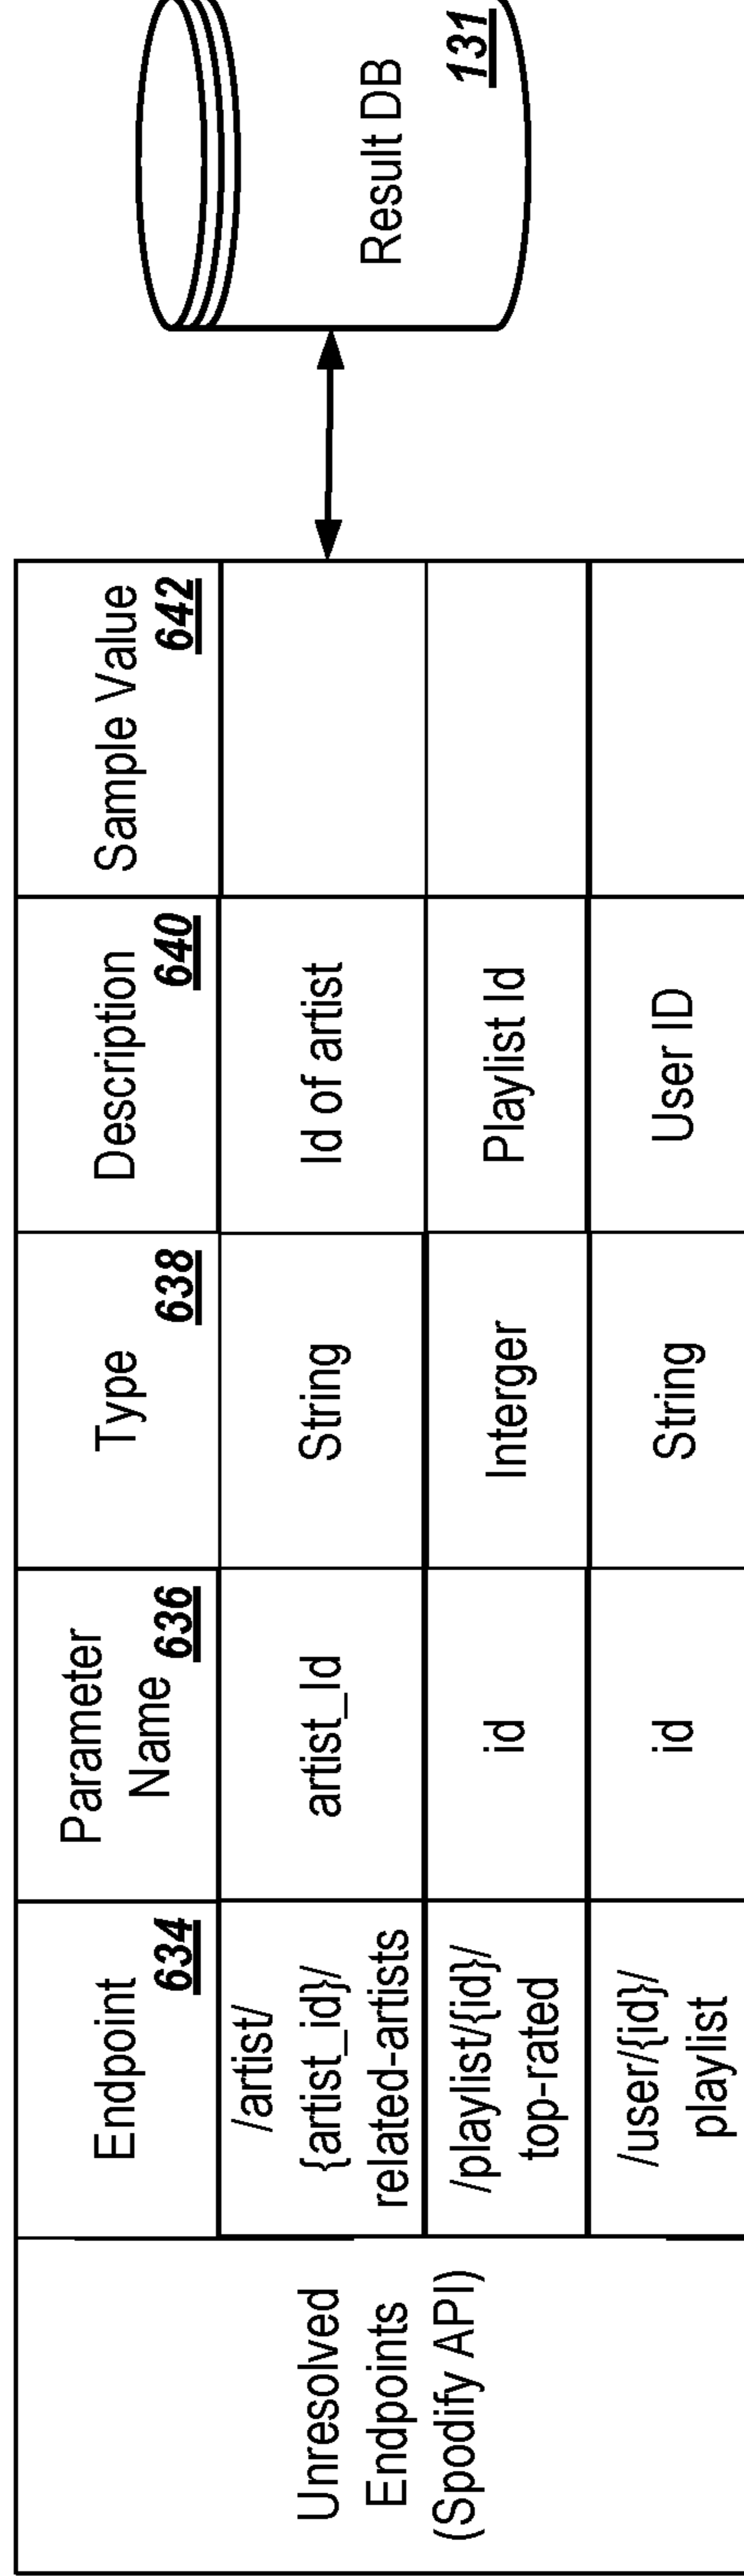 Unresolved
Endpoints
(Spodify API)
Endpoint
634
Parameter
Name 636
Type
638
Description
640
Sample Value
642
/artist/
{artist_id}/
related-artists
artist_Id
String
Id of artist
/playlist/{id}/
top-rated
id
Interger
Playlist Id
/user/{id}/
playlist
id
String
User ID
Result DB
131